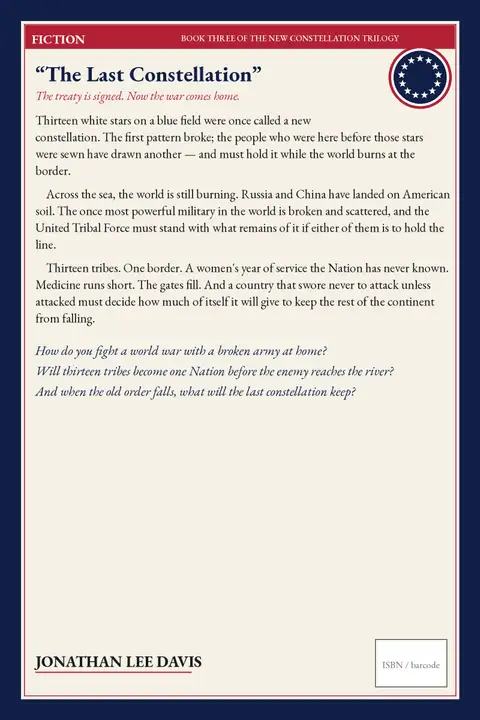 FICTION
BOOK THREE OF THE NEW CONSTELLATION TRILOGY
“The Last Constellation”
The treaty is signed. Now the war comes home.
Thirteen white stars on a blue field were once called a new
constellation. The first pattern broke; the people who were here before those stars
were sewn have drawn another — and must hold it while the world burns at the
border.
Across the sea, the world is still burning. Russia and China have landed on American
soil. The once most powerful military in the world is broken and scattered, and the
United Tribal Force must stand with what remains of it if either of them is to hold the
line.
Thirteen tribes. One border. A women's year of service the Nation has never known.
Medicine runs short. The gates fill. And a country that swore never to attack unless
attacked must decide how much of itself it will give to keep the rest of the continent
from falling.
How do you fight a world war with a broken army at home?
Will thirteen tribes become one Nation before the enemy reaches the river?
And when the old order falls, what will the last constellation keep?
JONATHAN LEE DAVIS
ISBN / barcode